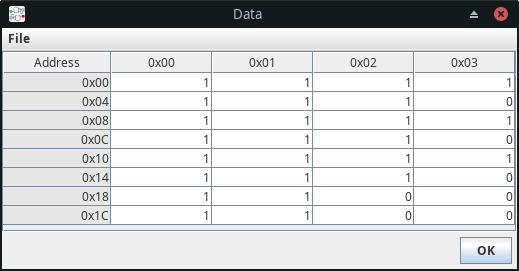 Data
File
Address 0x00 0x01 0x02 0x03
0x00 1 1 1 1
0x04 1 1 1 0
0x08 1 1 1 1
0x0C 1 1 1 0
0x10 1 1 1 1
0x14 1 1 1 0
0x18 1 1 0 0
0x1C 1 1 0 0
OK